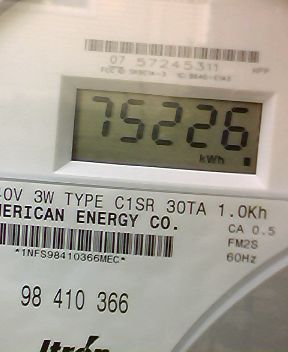 07 57245311
75226
kWh
0V 3W TYPE C1SR 30TA 1.0Kh
MERICAN ENERGY CO.
CA 0.5
FM2S
60Hz
*1NFS98410366MEC*
98 410 366
Itrón